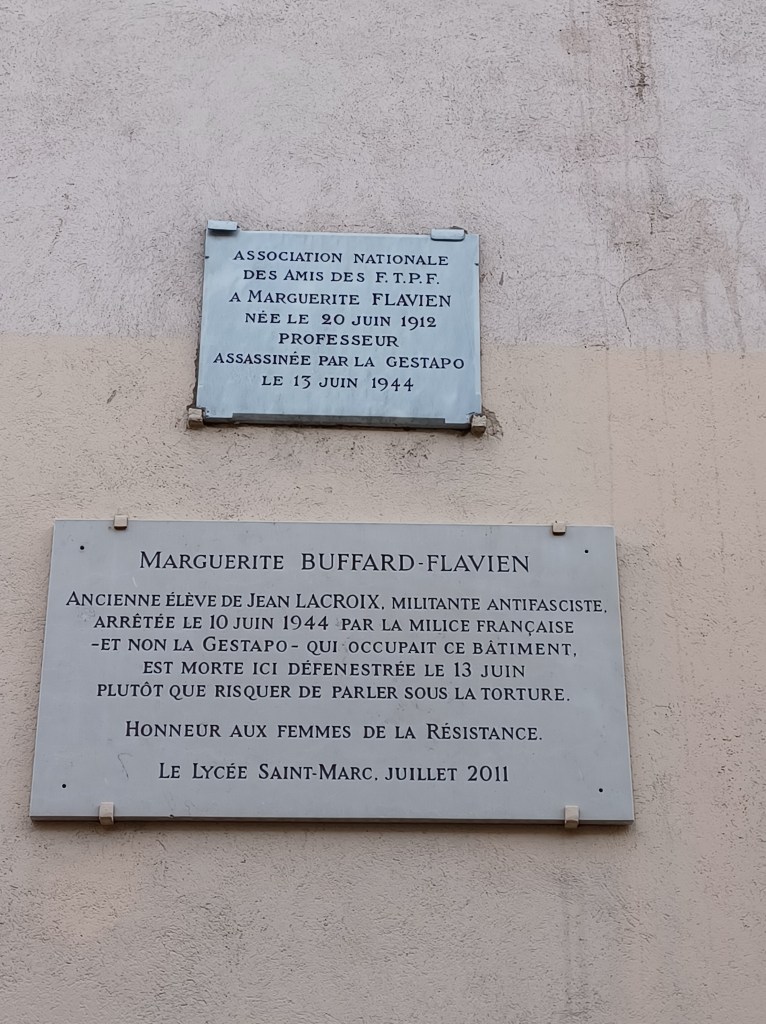 ASSOCIATION NATIONALE
DES AMIS DES F.T.P.F.
A MARGUERITE FLAVIEN
NÉE LE 20 JUIN 1912
PROFESSEUR
ASSASSINÉE PAR LA GESTAPO
LE 13 JUIN 1944
MARGUERITE BUFFARD-FLAVIEN
ANCIENNE ÉLÈVE DE JEAN LACROIX, MILITANTE ANTIFASCISTE,
ARRÊTÉE LE 10 JUIN 1944 PAR LA MILICE FRANÇAISE
-ET NON LA GESTAPO- QUI OCCUPAIT CE BÂTIMENT,
EST MORTE ICI DÉFENESTRÉE LE 13 JUIN
PLUTÔT QUE RISQUER DE PARLER SOUS LA TORTURE.
HONNEUR AUX FEMMES DE LA RÉSISTANCE.
LE LYCÉE SAINT-MARC, JUILLET 2011